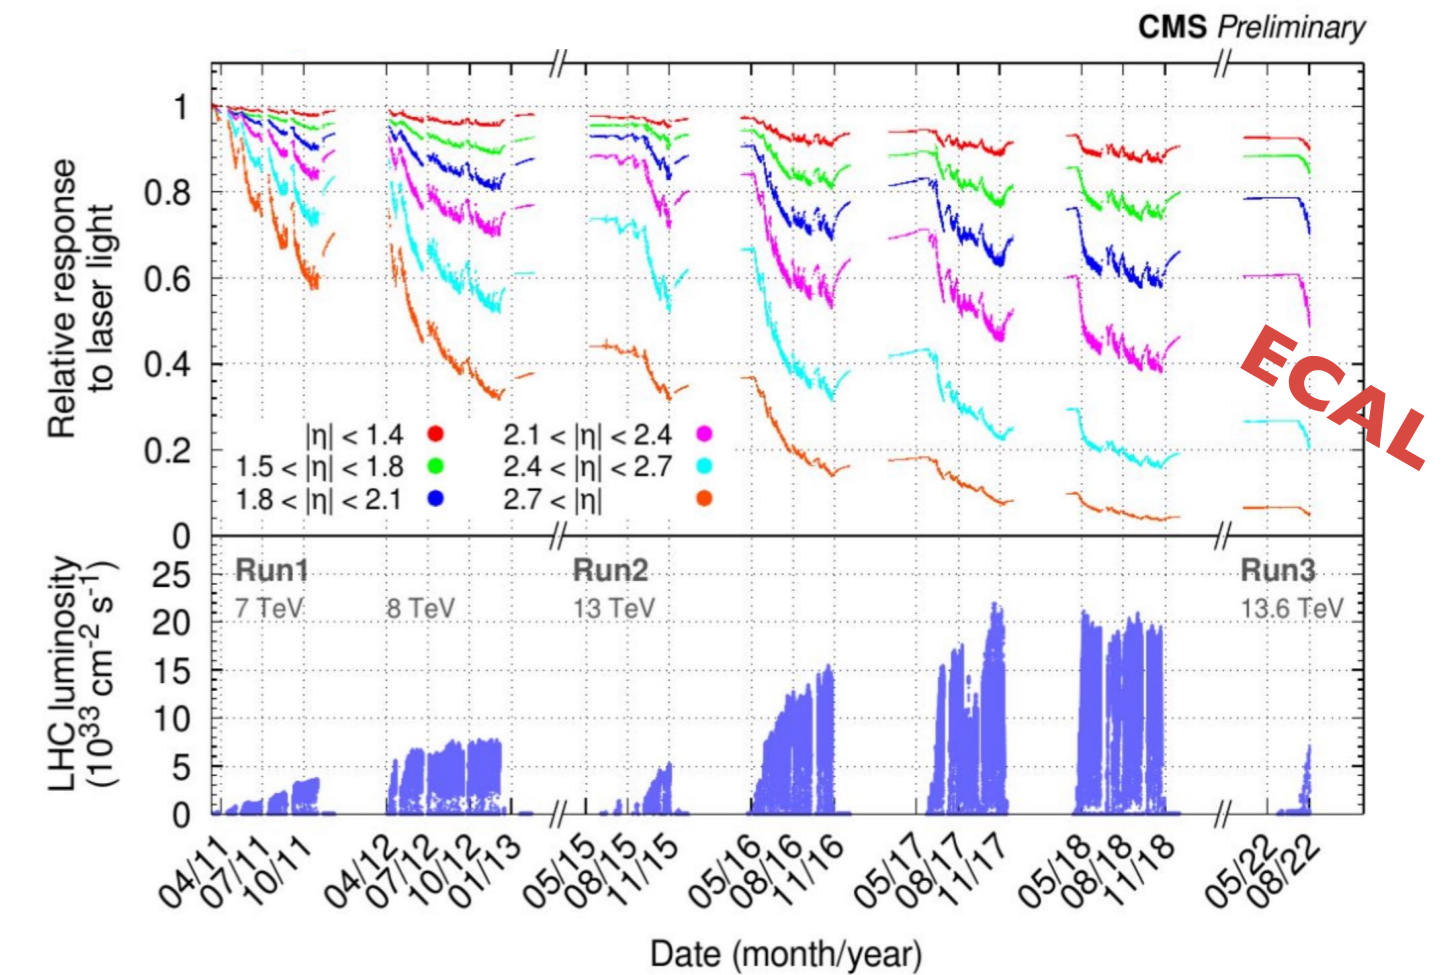 CMS Preliminary
Relative response
to laser light
1
0.8
0.6
0.4
0.2
0
|η| < 1.4
1.5 < |η| < 1.8
1.8 < |η| < 2.1
2.1 < |η| < 2.4
2.4 < |η| < 2.7
2.7 < |η|
ECAL
LHC luminosity
(10³³ cm⁻² s⁻¹)
25
20
15
10
5
0
Run1
7 TeV
8 TeV
Run2
13 TeV
Run3
13.6 TeV
04/11
07/11
10/11
04/12
07/12
10/12
01/13
05/15
08/15
11/15
05/16
08/16
11/16
05/17
08/17
11/17
05/18
08/18
11/18
05/22
08/22
Date (month/year)